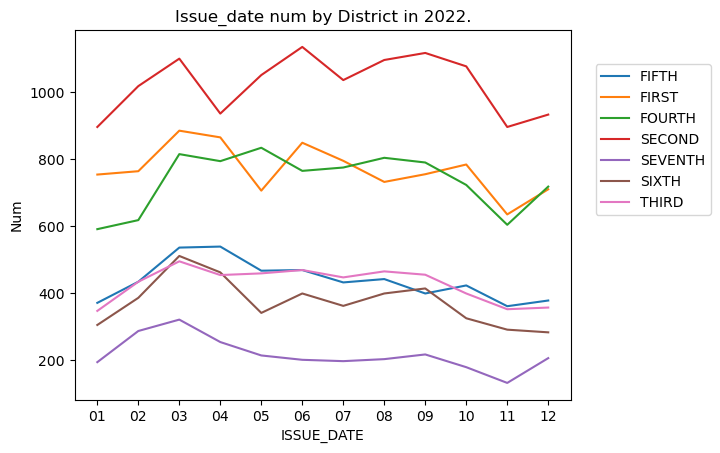 Issue_date num by District in 2022.
Num
1000
800
600
400
200
01 02 03 04 05 06 07 08 09 10 11 12
ISSUE_DATE
FIFTH
FIRST
FOURTH
SECOND
SEVENTH
SIXTH
THIRD